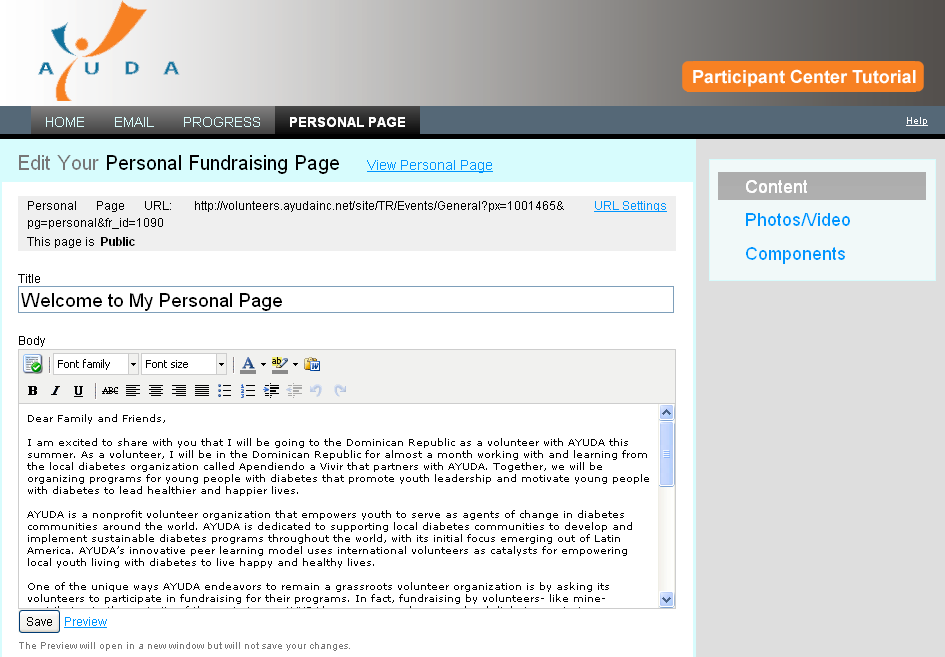 AYUDA
Participant Center Tutorial
HOME EMAIL PROGRESS PERSONAL PAGE Help
Edit Your Personal Fundraising Page View Personal Page
Personal Page URL: http://volunteers.ayudainc.net/site/TR/Events/General?px=1001465& URL Settings
pg=personal&fr_id=1090
This page is Public
Content
Photos/Video
Components
Title
Welcome to My Personal Page
Body
Font family Font size A ab
B I U ABC
Dear Family and Friends,
I am excited to share with you that I will be going to the Dominican Republic as a volunteer with AYUDA this
summer. As a volunteer, I will be in the Dominican Republic for almost a month working with and learning from
the local diabetes organization called Apendiendo a Vivir that partners with AYUDA. Together, we will be
organizing programs for young people with diabetes that promote youth leadership and motivate young people
with diabetes to lead healthier and happier lives.
AYUDA is a nonprofit volunteer organization that empowers youth to serve as agents of change in diabetes
communities around the world. AYUDA is dedicated to supporting local diabetes communities to develop and
implement sustainable diabetes programs throughout the world, with its initial focus emerging out of Latin
America. AYUDA's innovative peer learning model uses international volunteers as catalysts for empowering
local youth living with diabetes to live happy and healthy lives.
One of the unique ways AYUDA endeavors to remain a grassroots volunteer organization is by asking its
volunteers to participate in fundraising for their programs. In fact, fundraising by volunteers- like mine-
Save Preview
The Preview will open in a new window but will not save your changes.